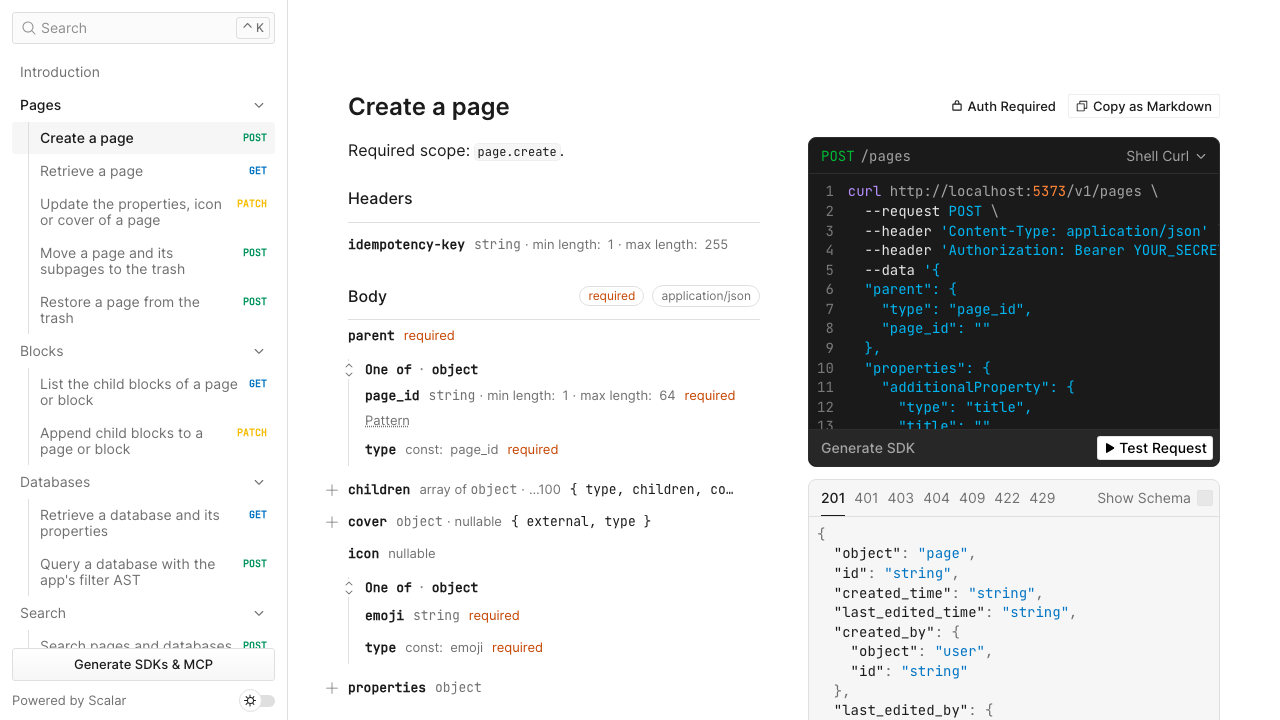 Search
⌃ K
Introduction
Pages
Create a page POST
Retrieve a page GET
Update the properties, icon PATCH
or cover of a page
Move a page and its POST
subpages to the trash
Restore a page from the POST
trash
Blocks
List the child blocks of a page GET
or block
Append child blocks to a PATCH
page or block
Databases
Retrieve a database and its GET
properties
Query a database with the POST
app's filter AST
Search
Search pages and databases POST
Generate SDKs & MCP
Powered by Scalar
Create a page
Auth Required
Copy as Markdown
Required scope: page.create.
Headers
idempotency-key string · min length: 1 · max length: 255
Body required application/json
parent required
One of · object
page_id string · min length: 1 · max length: 64 required
Pattern
type const: page_id required
children array of object · …100 { type, children, co…
cover object · nullable { external, type }
icon nullable
One of · object
emoji string required
type const: emoji required
properties object
POST /pages Shell Curl
1 curl http://localhost:5373/v1/pages \
2 --request POST \
3 --header 'Content-Type: application/json'
4 --header 'Authorization: Bearer YOUR_SECRE
5 --data '{
6 "parent": {
7 "type": "page_id",
8 "page_id": ""
9 },
10 "properties": {
11 "additionalProperty": {
12 "type": "title",
13 "title": ""
Generate SDK
Test Request
201 401 403 404 409 422 429 Show Schema
{
"object": "page",
"id": "string",
"created_time": "string",
"last_edited_time": "string",
"created_by": {
"object": "user",
"id": "string"
},
"last_edited_by": {